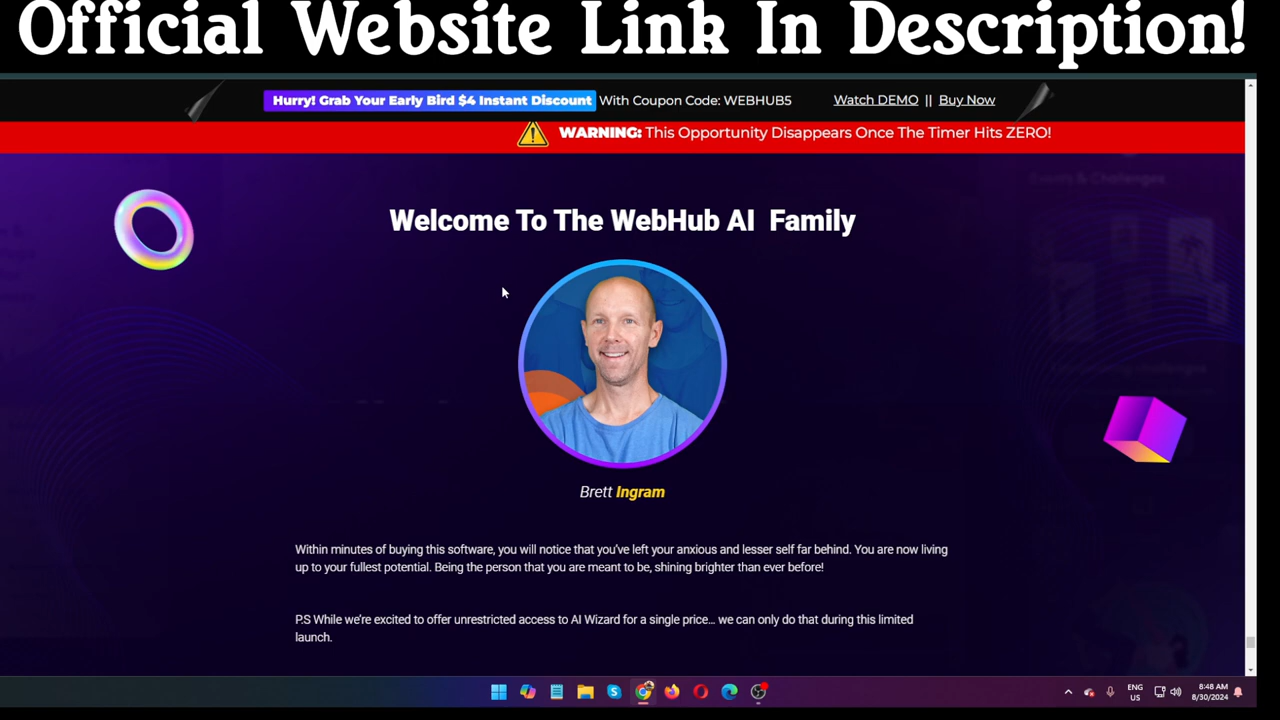 Official Website Link In Description!
Hurry! Grab Your Early Bird $4 Instant Discount With Coupon Code: WEBHUB5 Watch DEMO || Buy Now
WARNING: This Opportunity Disappears Once The Timer Hits ZERO!
Events & Challenges
Welcome To The WebHub AI Family
Brett Ingram
Within minutes of buying this software, you will notice that you've left your anxious and lesser self far behind. You are now living
up to your fullest potential. Being the person that you are meant to be, shining brighter than ever before!
P.S While we're excited to offer unrestricted access to AI Wizard for a single price... we can only do that during this limited
launch.
ENG
US
8:48 AM
8/30/2024